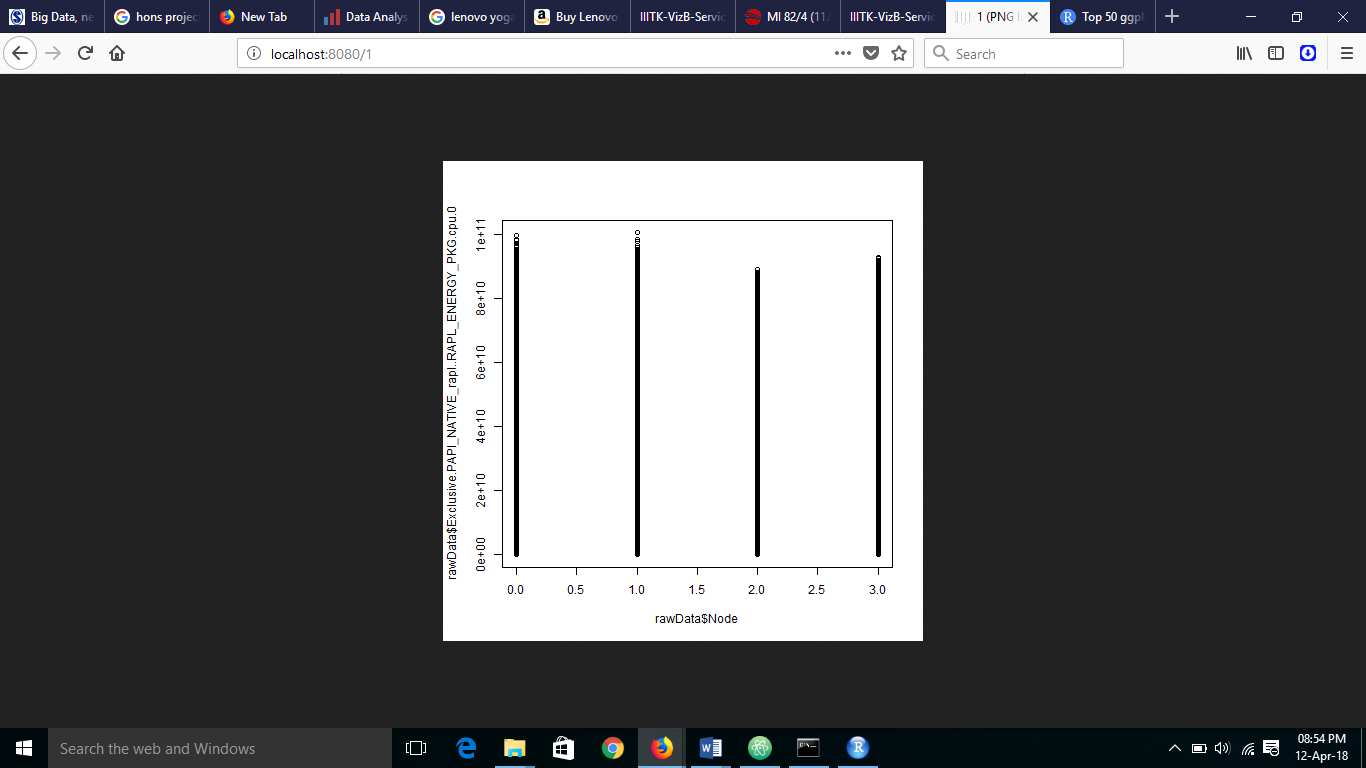 Big Data, ne
hons project
New Tab
Data Analys
lenovo yoga
Buy Lenovo
IIITK-VizB-Servic
MI 82/4 (11.
IIITK-VizB-Servic
1 (PNG I
Top 50 ggpl
localhost:8080/1
Search
rawData$Exclusive.PAPI_NATIVE_rapl..RAPL_ENERGY_PKG.cpu.0
1e+11
8e+10
6e+10
4e+10
2e+10
0e+00
0.0 0.5 1.0 1.5 2.0 2.5 3.0
rawData$Node
Search the web and Windows
08:54 PM
12-Apr-18